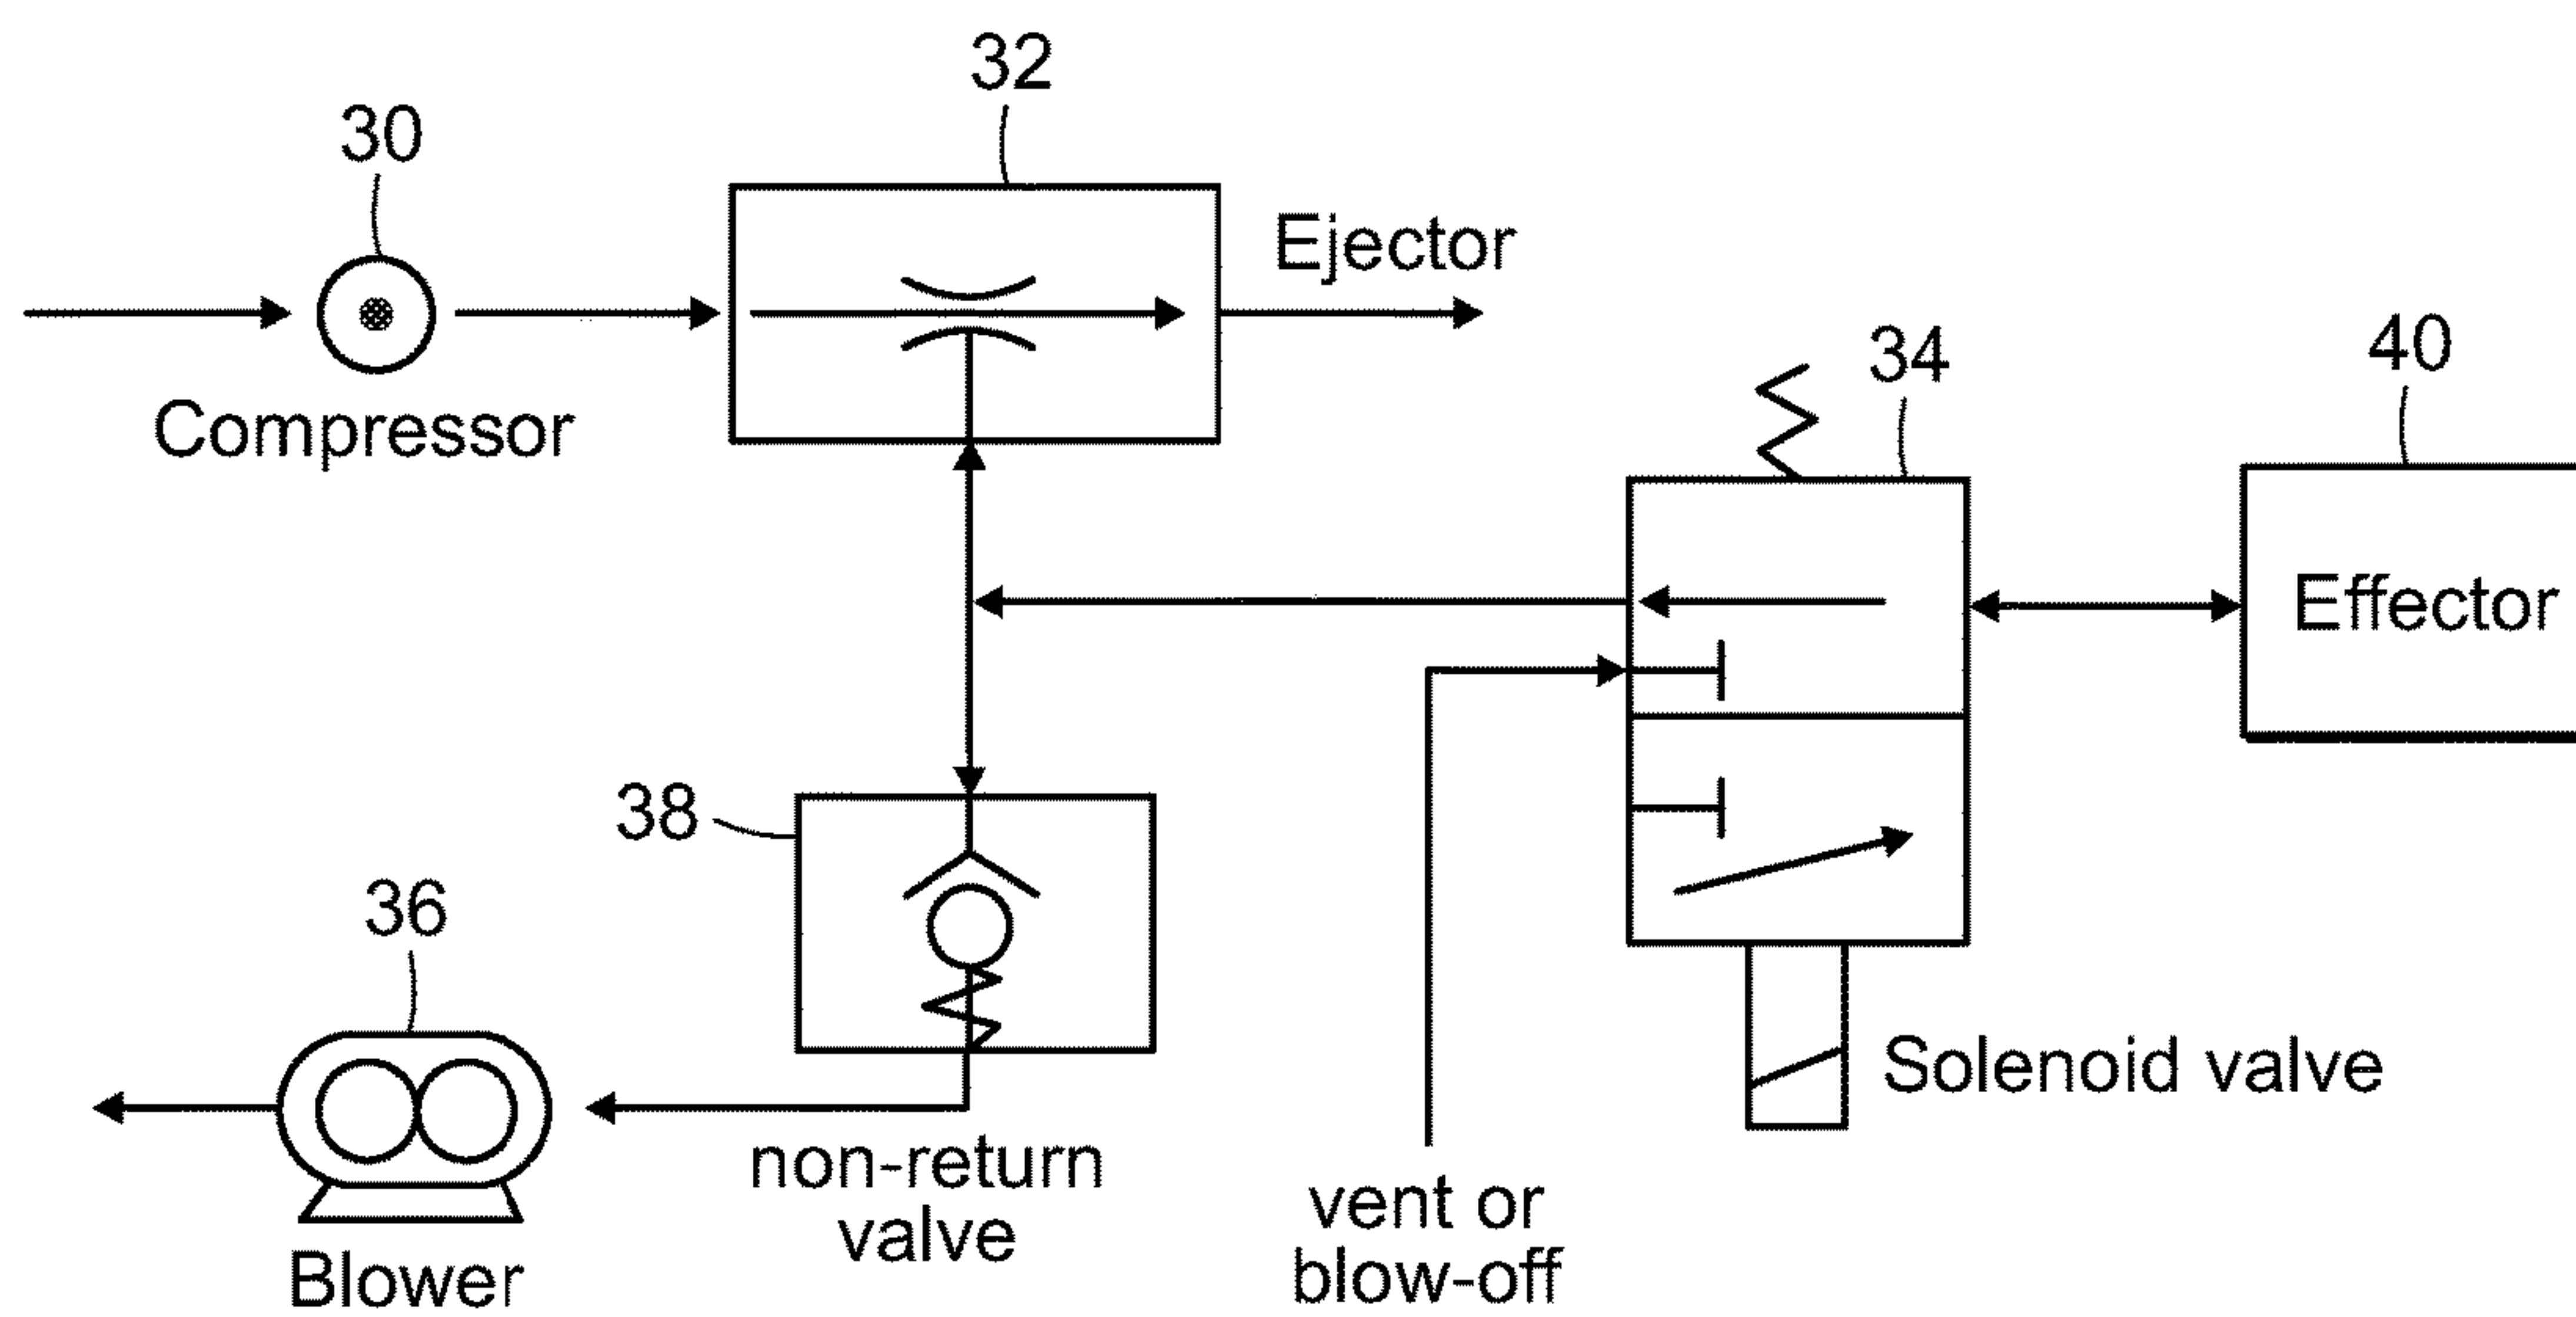 32
30
Ejector
Compressor
34
40
Effector
38
36
Solenoid valve
non-return
valve
vent or
blow-off
Blower